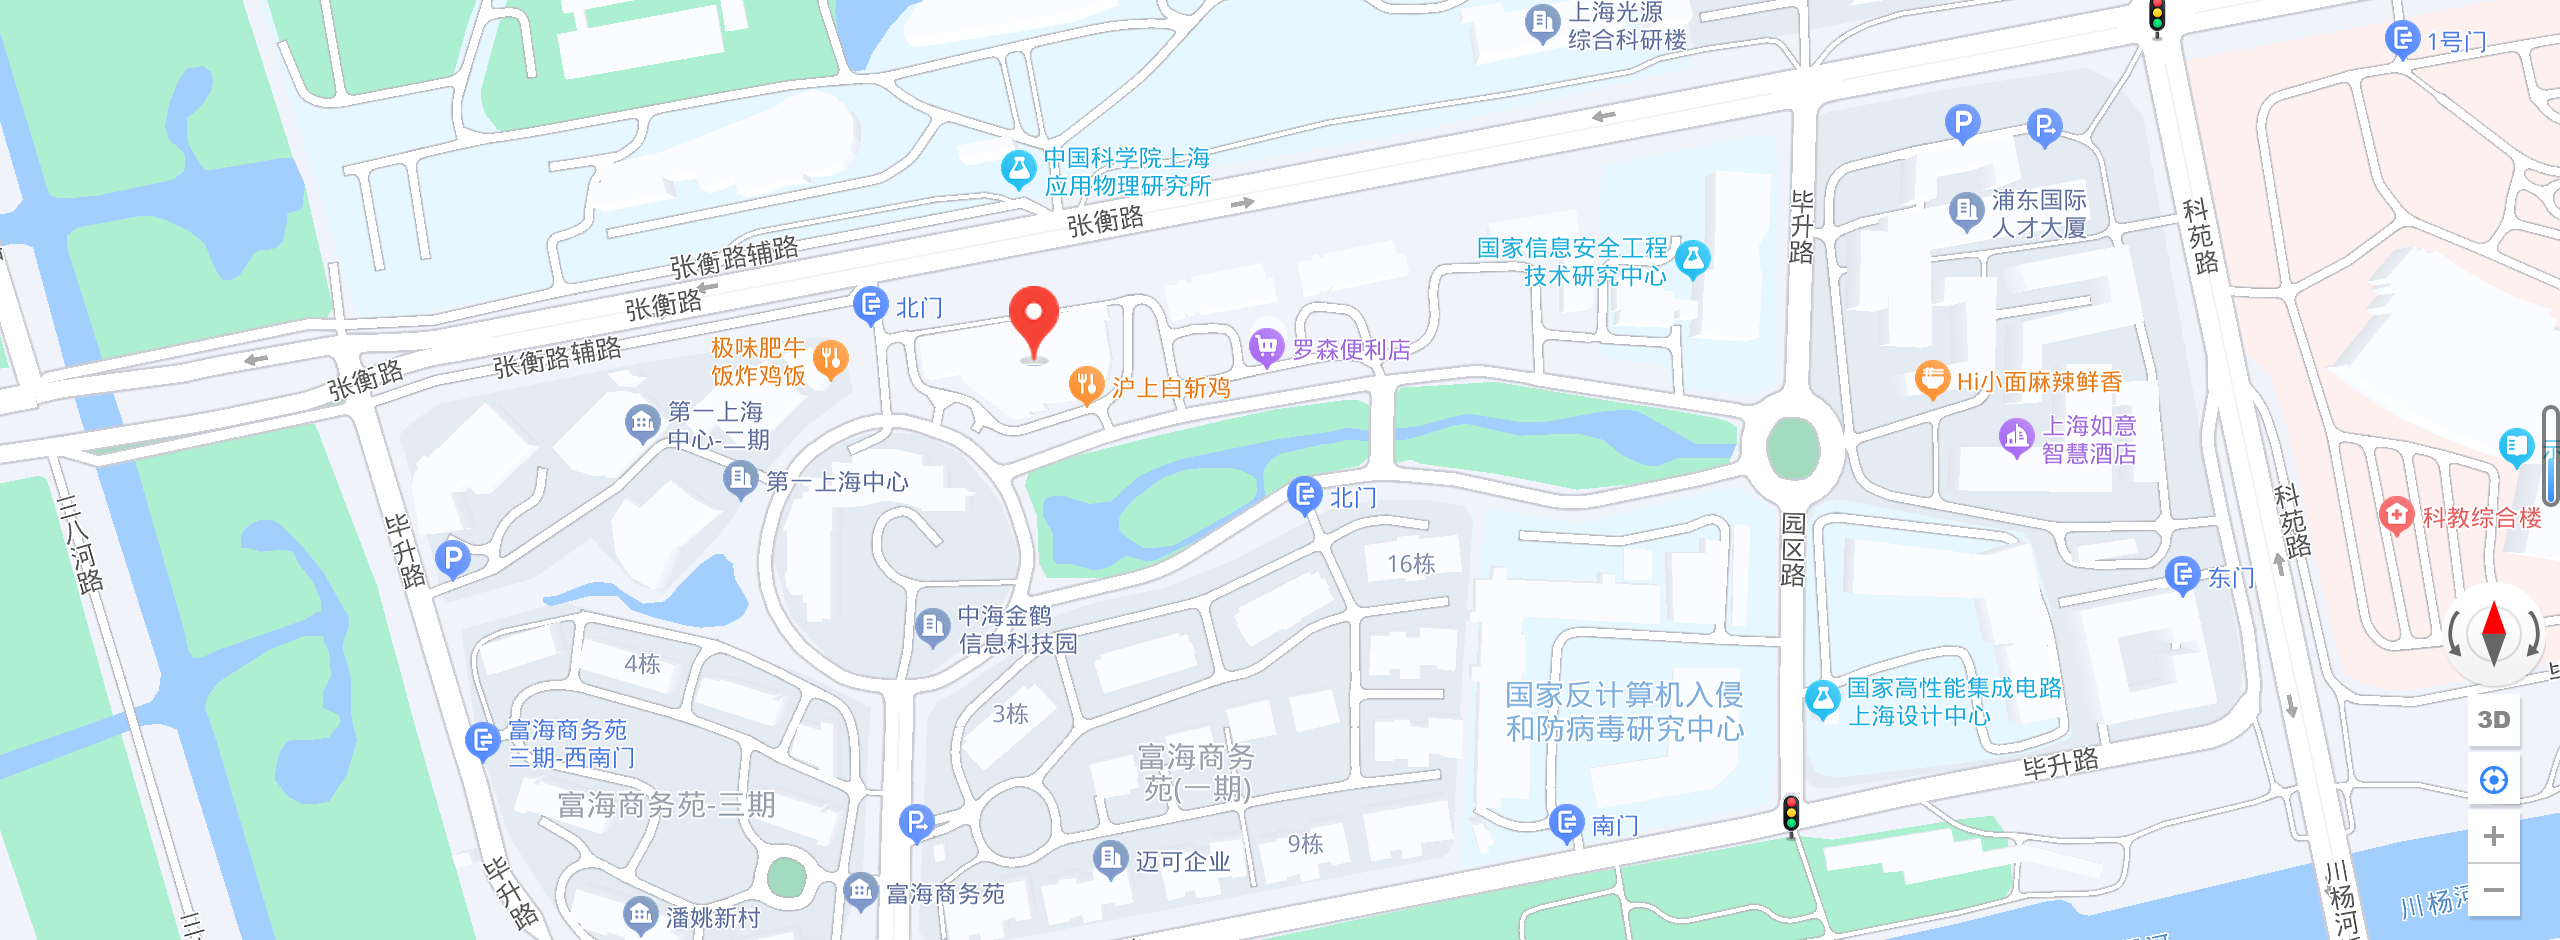 上海光源
综合科研楼
1号门
中国科学院上海
应用物理研究所
张衡路
张衡路辅路
张衡路
张衡路辅路
张衡路
毕升路
科苑路
浦东国际
人才大厦
国家信息安全工程
技术研究中心
北门
极味肥牛
饭炸鸡饭
沪上白斩鸡
罗森便利店
Hi小面麻辣鲜香
上海如意
智慧酒店
第一上海
中心-二期
第一上海中心
北门
三八河路
毕升路
园区路
科苑路
科教综合楼
16栋
东门
中海金鹤
信息科技园
4栋
3栋
国家反计算机入侵
和防病毒研究中心
国家高性能集成电路
上海设计中心
3D
富海商务苑
三期-西南门
富海商务
苑(一期)
毕升路
富海商务苑-三期
南门
9栋
迈可企业
毕升路
富海商务苑
潘姚新村
川杨河
川杨河